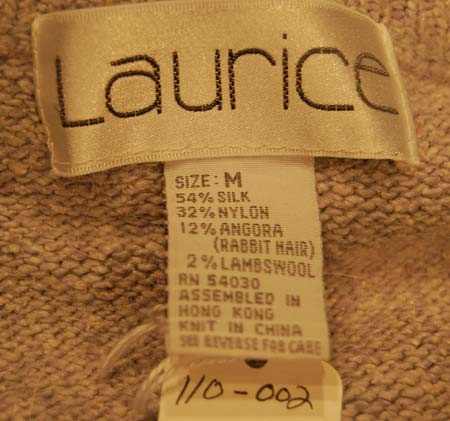 Laurice
SIZE: M
54% SILK
32% NYLON
12% ANGORA
(RABBIT HAIR)
2% LAMBSWOOL
RN 54030
ASSEMBLED IN
HONG KONG
KNIT IN CHINA
SEE REVERSE FOR CARE
110-002